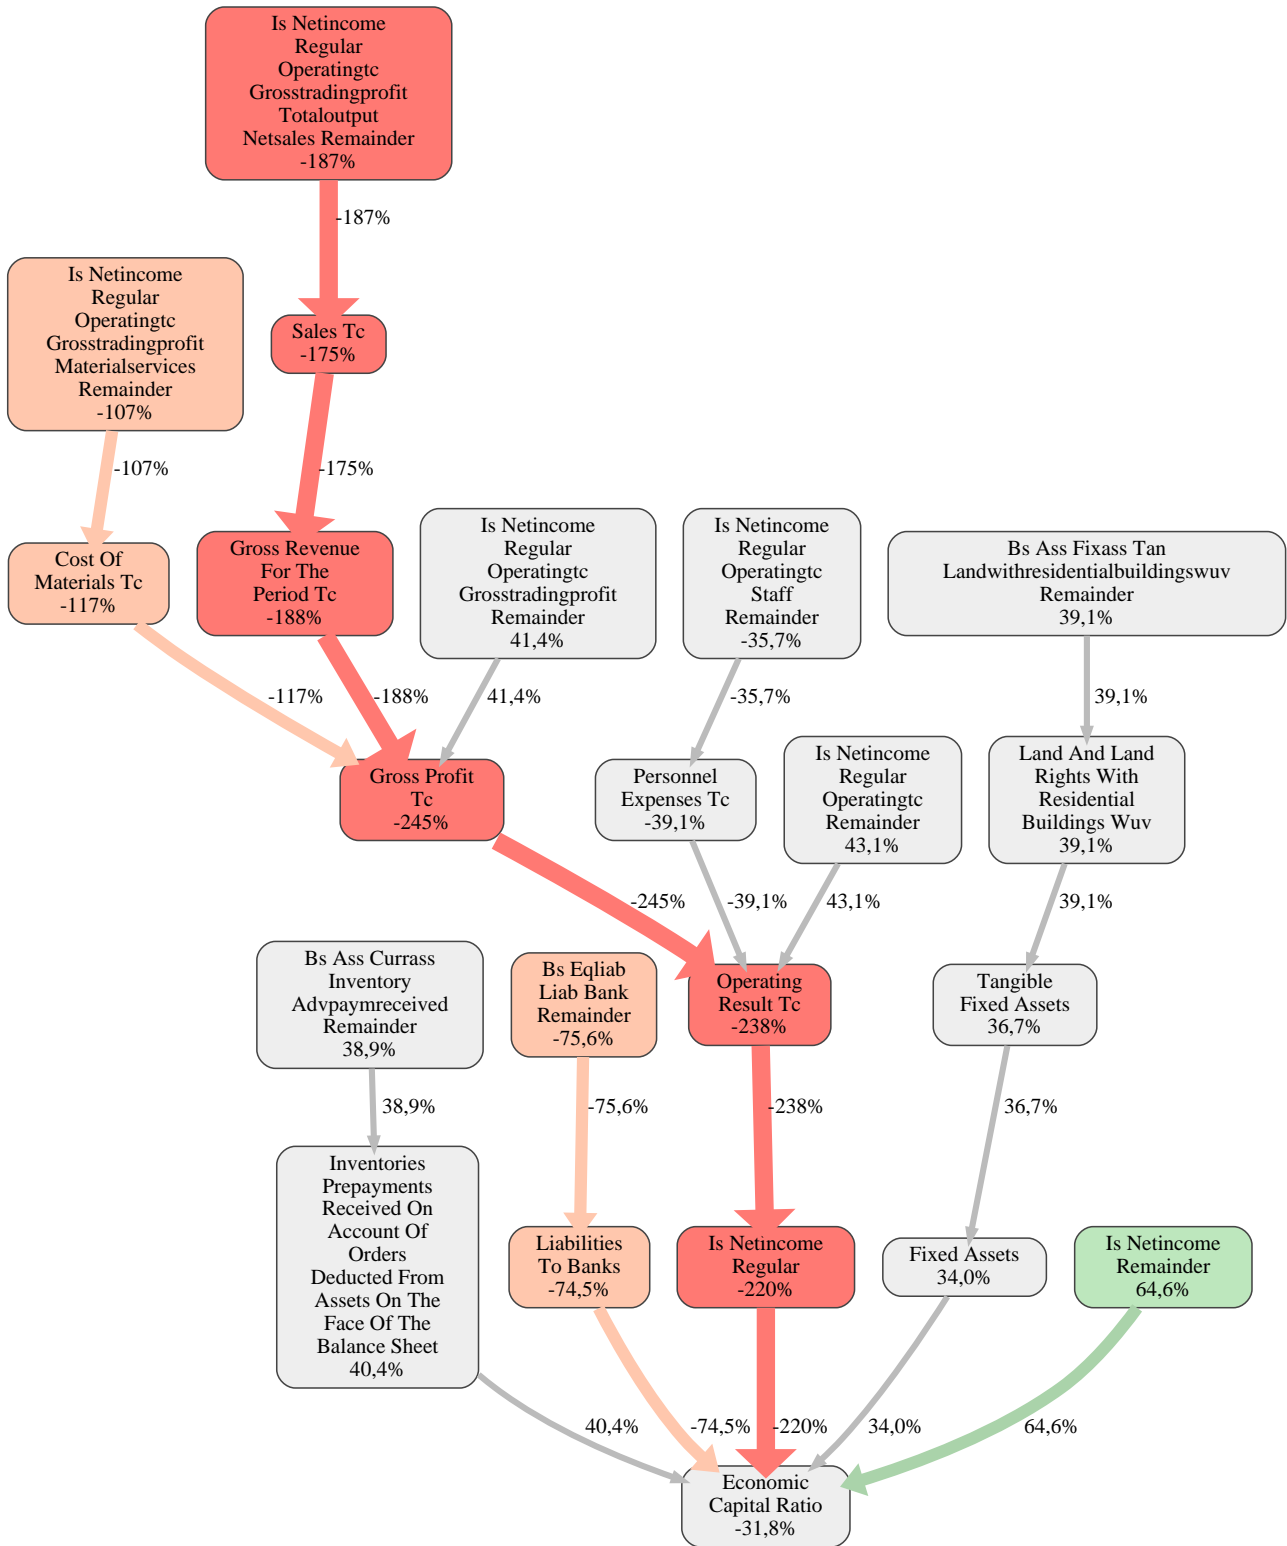 Is Netincome
Regular
Operatingtc
Grosstradingprofit
Totaloutput
Netsales Remainder
-187%
-187%
Is Netincome
Regular
Operatingtc
Grosstradingprofit
Materialservices
Remainder
-107%
Sales Tc
-175%
-107%
-175%
Cost Of
Materials Tc
-117%
Gross Revenue
For The
Period Tc
-188%
Is Netincome
Regular
Operatingtc
Grosstradingprofit
Remainder
41,4%
Is Netincome
Regular
Operatingtc
Staff
Remainder
-35,7%
Bs Ass Fixass Tan
Landwithresidentialbuildingswuv
Remainder
39,1%
-117%
-188%
41,4%
-35,7%
39,1%
Gross Profit
Tc
-245%
Personnel
Expenses Tc
-39,1%
Is Netincome
Regular
Operatingtc
Remainder
43,1%
Land And Land
Rights With
Residential
Buildings Wuv
39,1%
-245%
-39,1%
43,1%
39,1%
Bs Ass Currass
Inventory
Advpaymreceived
Remainder
38,9%
Bs Eqliab
Liab Bank
Remainder
-75,6%
Operating
Result Tc
-238%
Tangible
Fixed Assets
36,7%
38,9%
-75,6%
-238%
36,7%
Inventories
Prepayments
Received On
Account Of
Orders
Deducted From
Assets On The
Face Of The
Balance Sheet
40,4%
Liabilities
To Banks
-74,5%
Is Netincome
Regular
-220%
Fixed Assets
34,0%
Is Netincome
Remainder
64,6%
40,4%
-74,5%
-220%
34,0%
64,6%
Economic
Capital Ratio
-31,8%